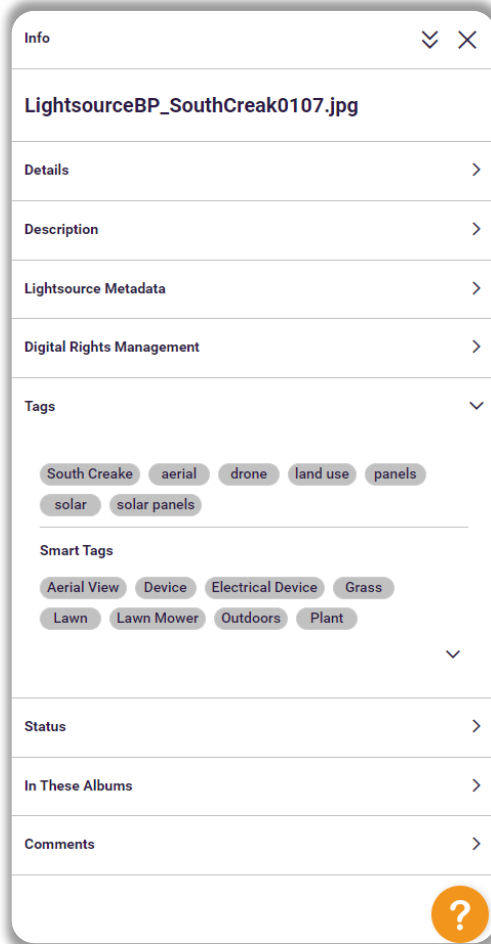 Info
LightsourceBP_SouthCreak0107.jpg
Details
Description
Lightsource Metadata
Digital Rights Management
Tags
South Creake aerial drone land use panels
solar solar panels
Smart Tags
Aerial View Device Electrical Device Grass
Lawn Lawn Mower Outdoors Plant
Status
In These Albums
Comments
?